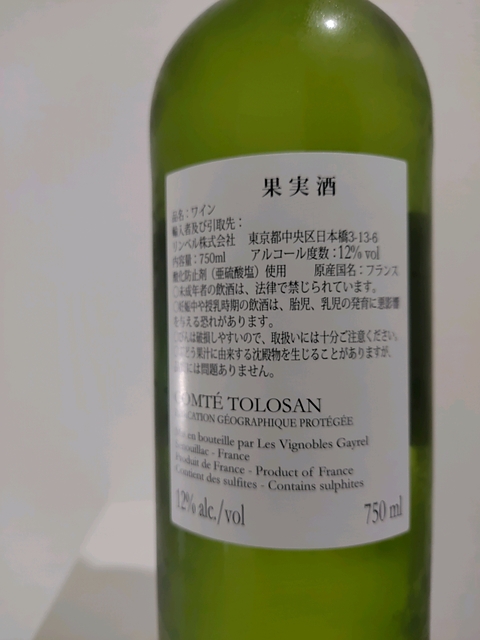 果実酒
品名：ワイン
輸入者及び引取先：
リンベル株式会社 東京都中央区日本橋3-13-6
内容量：750ml アルコール度数：12% vol
酸化防止剤（亜硫酸塩）使用 原産国名：フランス
〇未成年者の飲酒は、法律で禁じられています。
〇妊娠中や授乳時期の飲酒は、胎児、乳児の発育に悪影響
を与える恐れがあります。
〇びんは破損しやすいので、取扱いには十分ご注意ください。
〇ぶどう果汁に由来する沈殿物を生じることがありますが、
には問題ありません。
COMTÉ TOLOSAN
INDICATION GÉOGRAPHIQUE PROTÉGÉE
Mis en bouteille par Les Vignobles Gayrel
- France
Produit de France - Product of France
Contient des sulfites - Contains sulphites
12% alc./vol 750 ml